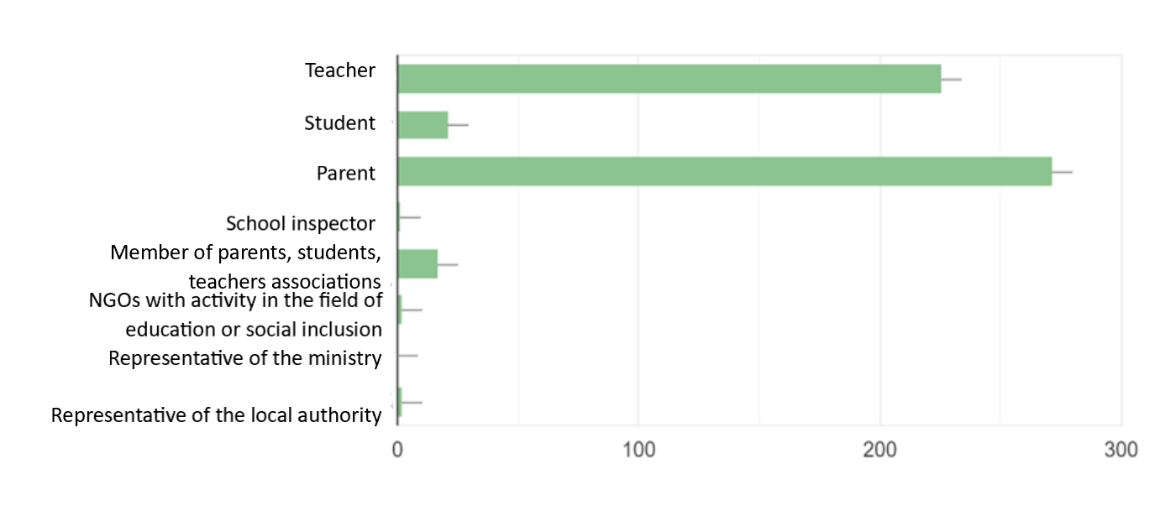 Teacher
Student
Parent
School inspector
Member of parents, students,
teachers associations
NGOs with activity in the field of
education or social inclusion
Representative of the ministry
Representative of the local authority
0 100 200 300